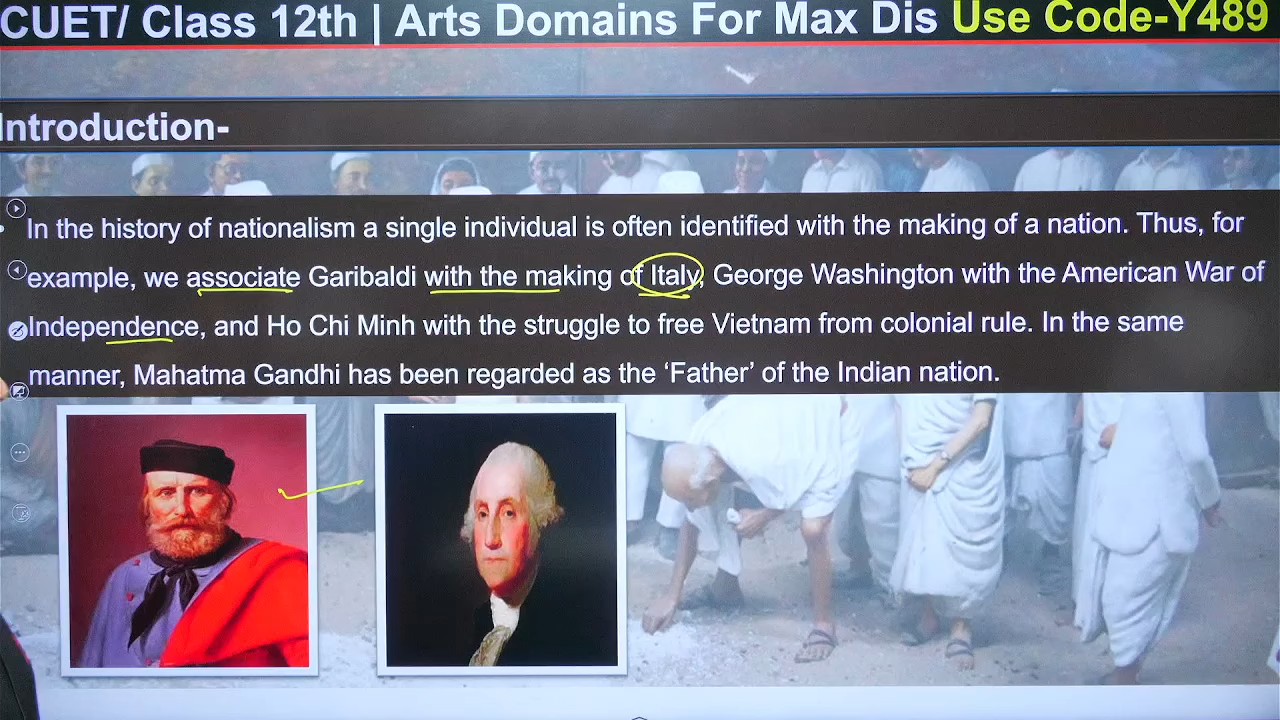 CUET/ Class 12th | Arts Domains For Max Dis Use Code-Y489
Introduction-
In the history of nationalism a single individual is often identified with the making of a nation. Thus, for
example, we associate Garibaldi with the making of Italy, George Washington with the American War of
Independence, and Ho Chi Minh with the struggle to free Vietnam from colonial rule. In the same
manner, Mahatma Gandhi has been regarded as the ‘Father’ of the Indian nation.